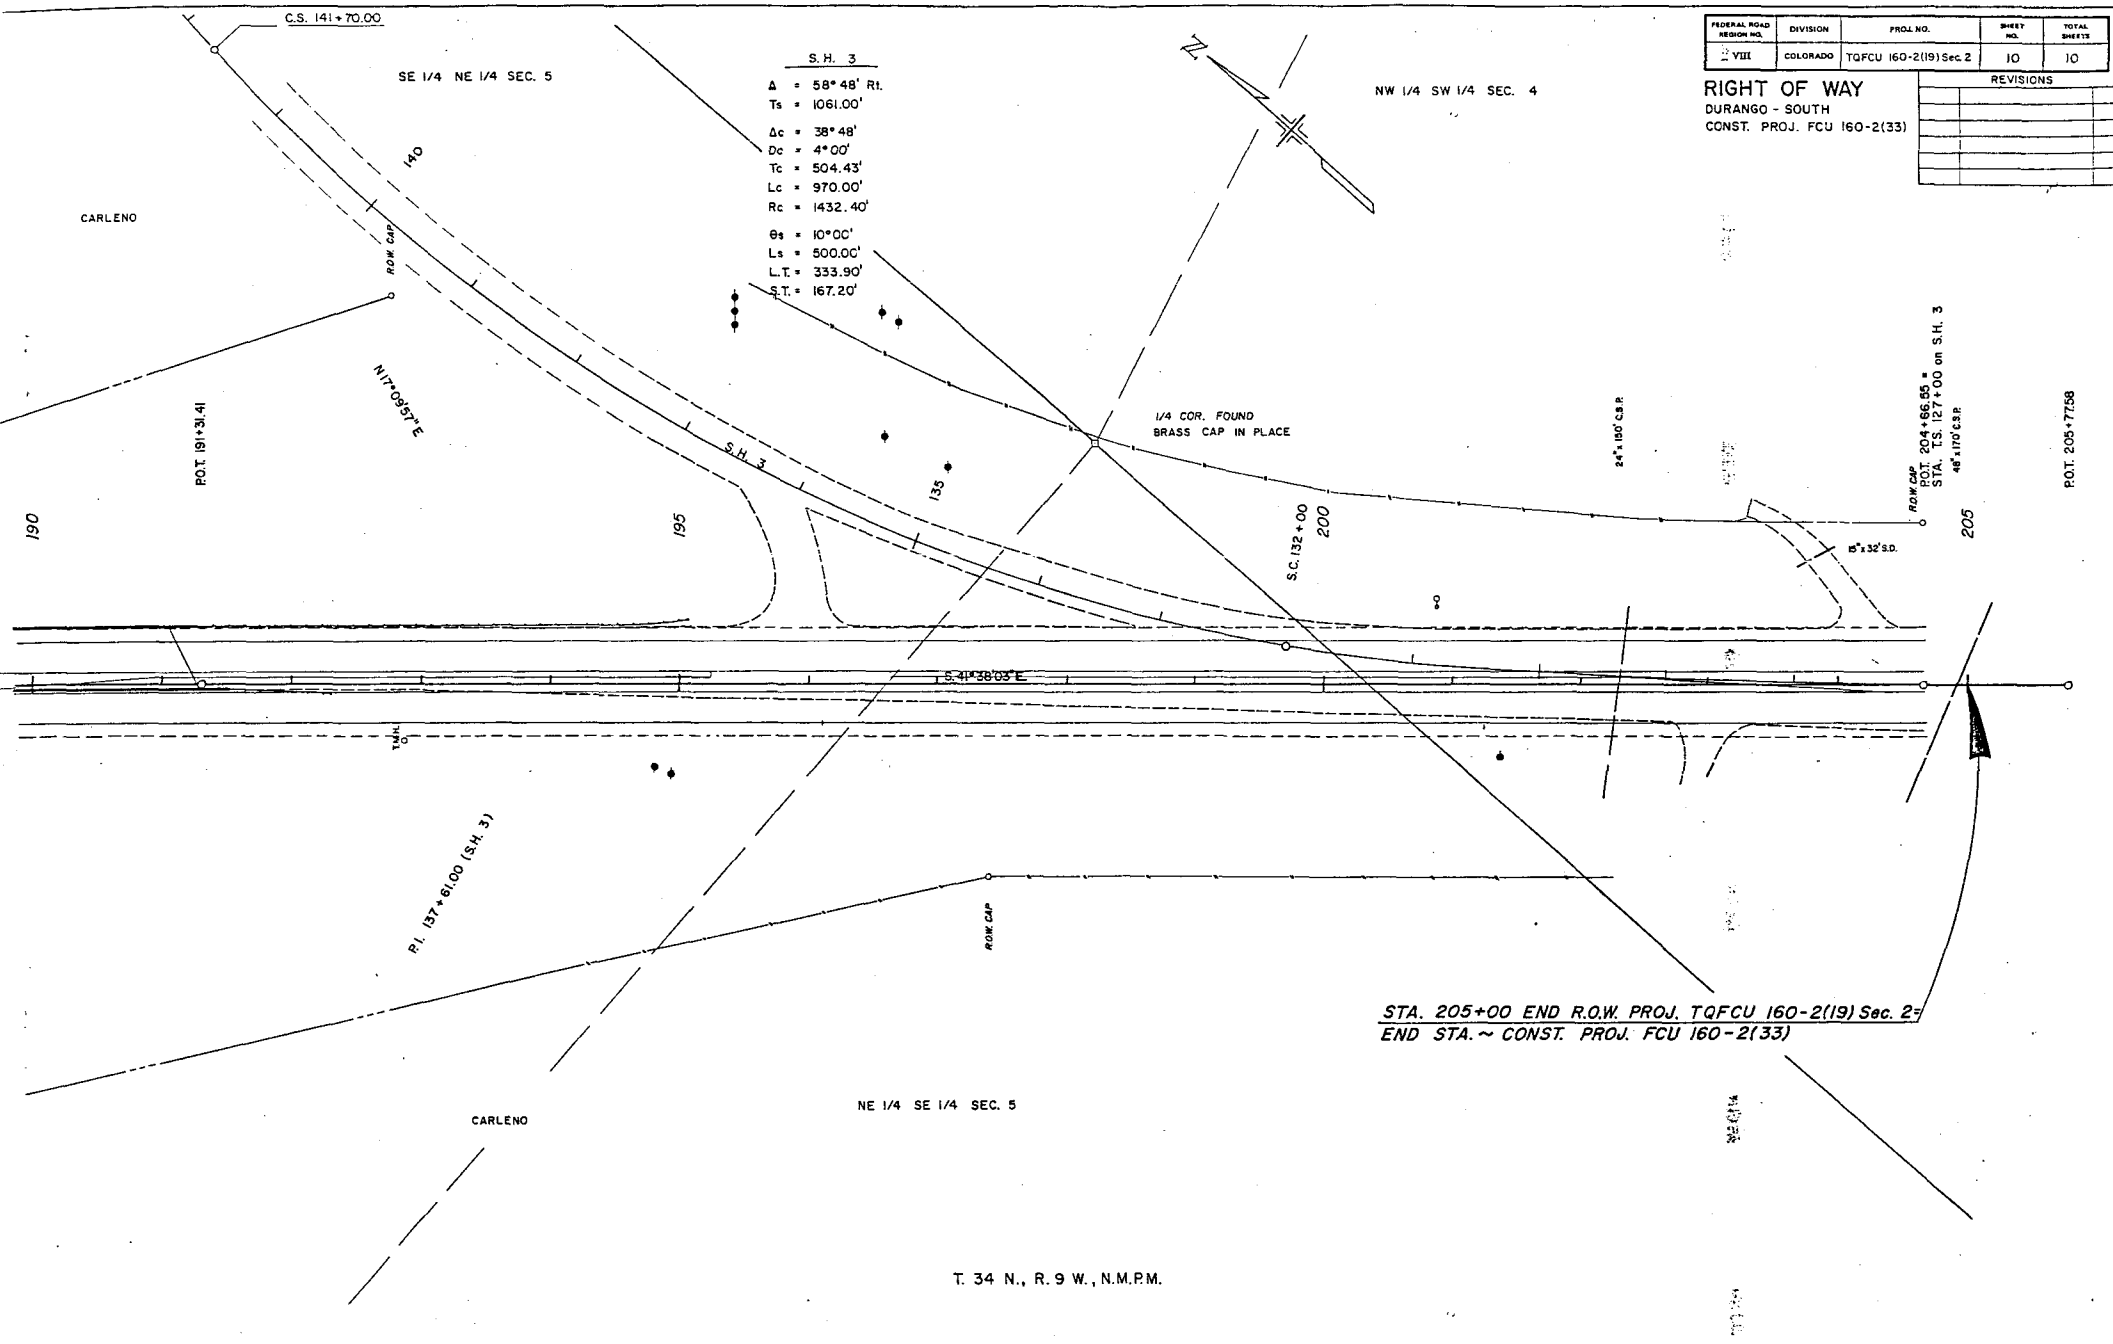 C.S. 141+70.00
SE 1/4 NE 1/4 SEC. 5
S.H. 3
Δ = 58°48' Rt.
Ts = 1061.00'
Δc = 38°48'
Dc = 4°00'
Tc = 504.43'
Lc = 970.00'
Rc = 1432.40'
θs = 10°00'
Ls = 500.00'
L.T. = 333.90'
S.T. = 167.20'
N
NW 1/4 SW 1/4 SEC. 4
FEDERAL ROAD REGION NO. DIVISION PROJ. NO. SHEET NO. TOTAL SHEETS
VIII COLORADO TQFCU 160-2(19) Sec. 2 10 10
REVISIONS
RIGHT OF WAY
DURANGO - SOUTH
CONST. PROJ. FCU 160-2(33)
140
CARLENO
R.O.W. CAP
N17°09'57"E
P.O.T. 191+31.41
S.H. 3
135
1/4 COR. FOUND
BRASS CAP IN PLACE
24" x 150' C.S.P.
R.O.W. CAP
P.O.T. 204+66.55 =
STA. T.S. 127+00 on S.H. 3
48" x 170' C.S.P.
P.O.T. 205+77.58
190
195
S.C. 132+00
200
205
15" x 32' S.D.
S. 41°38'03" E.
T.M.H.
P.I. 137+61.00 (S.H. 3)
R.O.W. CAP
STA. 205+00 END R.O.W. PROJ. TQFCU 160-2(19) Sec. 2=
END STA. ~ CONST. PROJ. FCU 160-2(33)
NE 1/4 SE 1/4 SEC. 5
CARLENO
T. 34 N., R. 9 W., N.M.P.M.